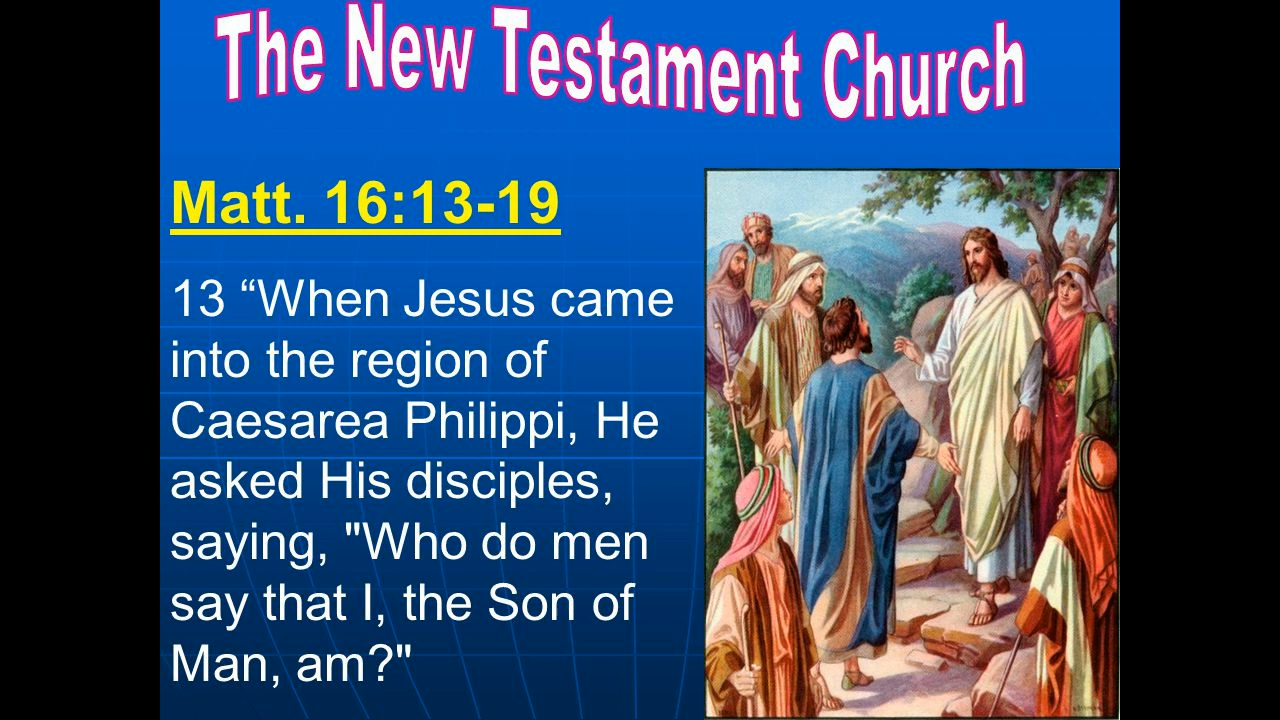 The New Testament Church
Matt. 16:13-19
13 “When Jesus came
into the region of
Caesarea Philippi, He
asked His disciples,
saying, "Who do men
say that I, the Son of
Man, am?"